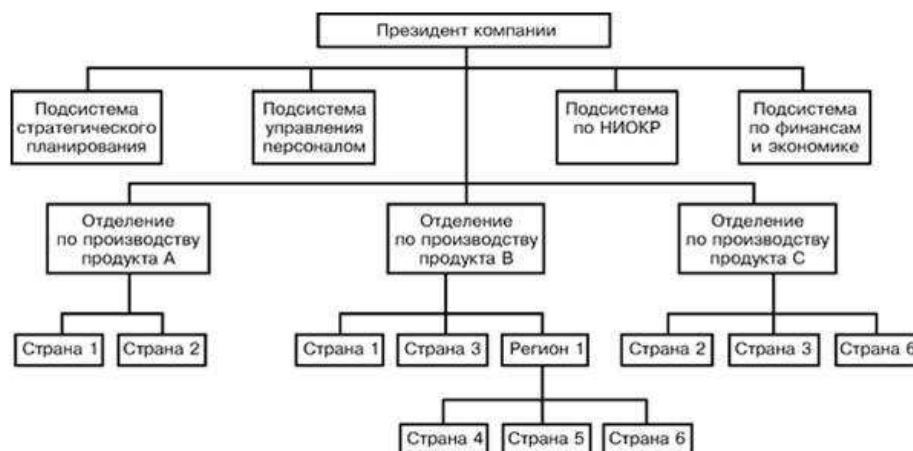 Президент компании
Подсистема
стратегического
планирования
Подсистема
управления
персоналом
Подсистема
по НИОКР
Подсистема
по финансам
и экономике
Отделение
по производству
продукта А
Отделение
по производству
продукта В
Отделение
по производству
продукта С
Страна 1
Страна 2
Страна 1
Страна 3
Регион 1
Страна 2
Страна 3
Страна 6
Страна 4
Страна 5
Страна 6